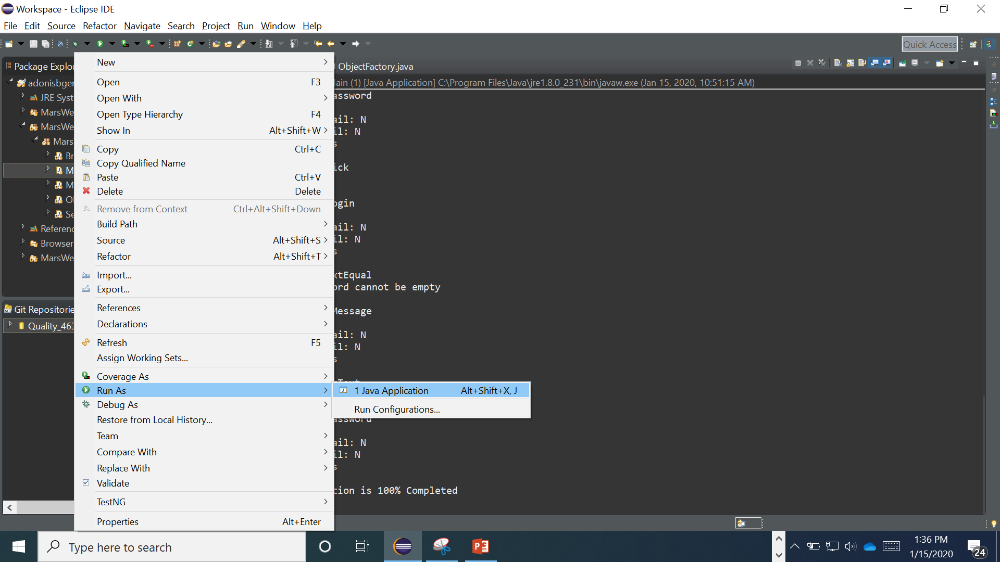 Workspace - Eclipse IDE
File Edit Source Refactor Navigate Search Project Run Window Help
Quick Access
Package Explo
ObjectFactory.java
ain (1) [Java Application] C:\Program Files\Java\jre1.8.0_231\bin\javaw.exe (Jan 15, 2020, 10:51:15 AM)
adonisbger
JRE Syst
MarsWe
MarsWe
Mars
Br
M
M
Ol
Se
Referenc
Browser
MarsWe
Git Repositorie
Quality_463
New
Open F3
Open With
Open Type Hierarchy F4
Show In Alt+Shift+W
Copy Ctrl+C
Copy Qualified Name
Paste Ctrl+V
Delete Delete
Remove from Context Ctrl+Alt+Shift+Down
Build Path
Source Alt+Shift+S
Refactor Alt+Shift+T
Import...
Export...
References
Declarations
Refresh F5
Assign Working Sets...
Coverage As
Run As
Debug As
Restore from Local History...
Team
Compare With
Replace With
Validate
TestNG
Properties Alt+Enter
1 Java Application Alt+Shift+X, J
Run Configurations...
assword
ail: N
il: N
s
ick
ogin
ail: N
il: N
s
xtEqual
ord cannot be empty
Message
ail: N
il: N
s
assword
ail: N
il: N
s
tion is 100% Completed
Type here to search
1:36 PM
1/15/2020
24